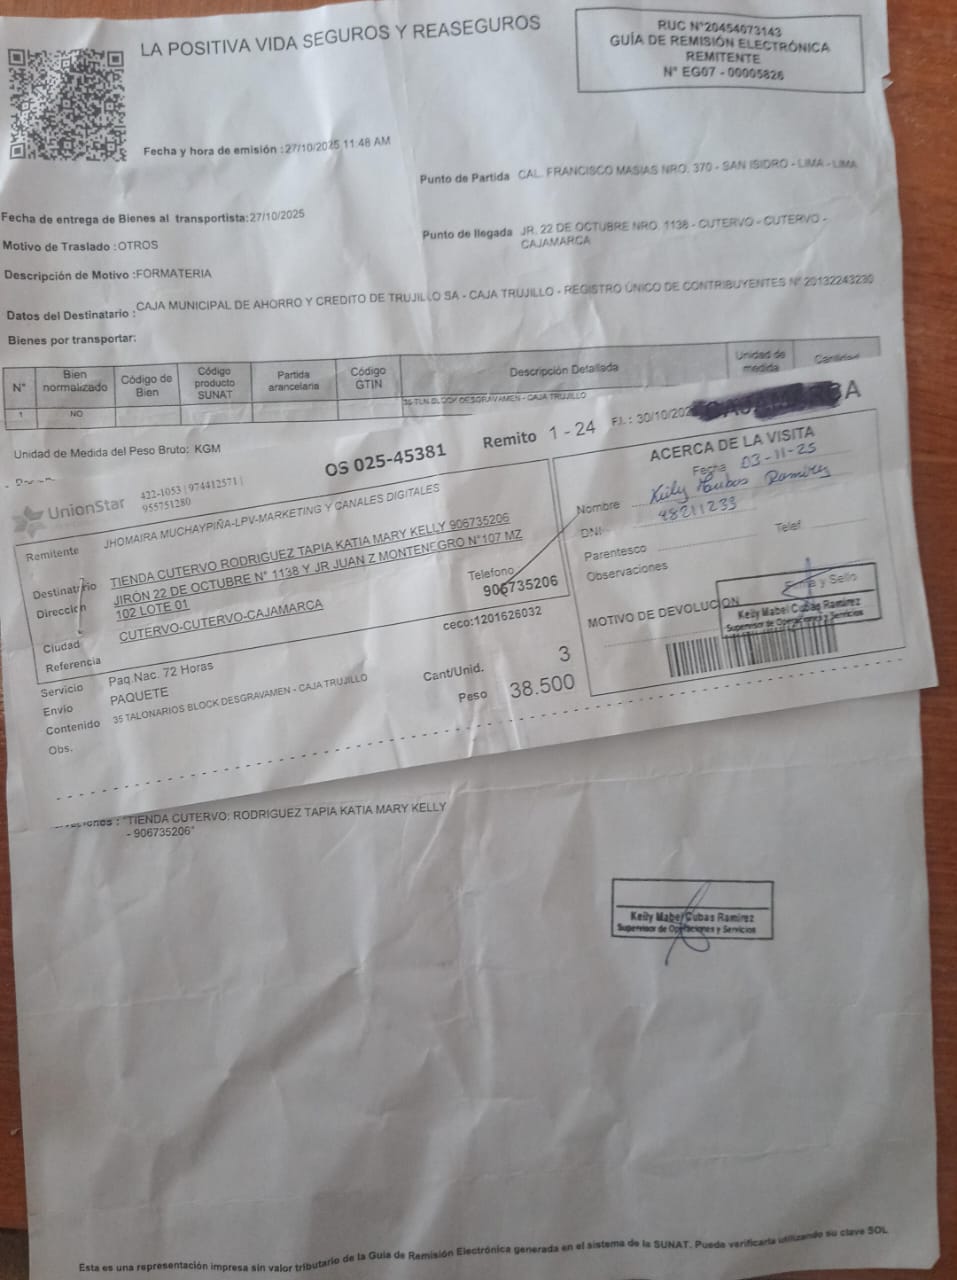 LA POSITIVA VIDA SEGUROS Y REASEGUROS
RUC N°20454073143
GUÍA DE REMISIÓN ELECTRÓNICA
REMITENTE
N° EG07 - 00005826
Fecha y hora de emisión :27/10/2025 11:48 AM
Punto de Partida CAL. FRANCISCO MASIAS NRO. 370 - SAN ISIDRO - LIMA - LIMA
Fecha de entrega de Bienes al transportista:27/10/2025
Punto de llegada JR. 22 DE OCTUBRE NRO. 1138 - CUTERVO - CUTERVO -
CAJAMARCA
Motivo de Traslado :OTROS
Descripción de Motivo :FORMATERIA
Datos del Destinatario : CAJA MUNICIPAL DE AHORRO Y CREDITO DE TRUJILLO SA - CAJA TRUJILLO - REGISTRO ÚNICO DE CONTRIBUYENTES N° 20132243230
Bienes por transportar:
N° Bien normalizado Código de Bien Código producto SUNAT Partida arancelaria Código GTIN Descripción Detallada Unidad de medida Cantidad
1 NO BLOCK DESGRAVAMEN - CAJA TRUJILLO
Unidad de Medida del Peso Bruto: KGM
OS 025-45381 Remito 1 - 24 F.I.: 30/10/202
UnionStar 422-1053 | 974412571 |
955751280
Remitente JHOMAIRA MUCHAYPIÑA-LPV-MARKETING Y CANALES DIGITALES
Destinatario TIENDA CUTERVO RODRIGUEZ TAPIA KATIA MARY KELLY 906735206
Dirección JIRÓN 22 DE OCTUBRE N° 1138 Y JR JUAN Z MONTENEGRO N°107 MZ
102 LOTE 01
Telefono
906735206
Ciudad CUTERVO-CUTERVO-CAJAMARCA
Referencia
ceco:1201626032
Servicio Paq.Nac. 72 Horas
Envio PAQUETE
Cant/Unid. 3
Contenido 35 TALONARIOS BLOCK DESGRAVAMEN - CAJA TRUJILLO
Peso 38.500
Obs.
ACERCA DE LA VISITA
Fecha 03-11-25
Nombre Keily Cubas Ramirez
DNI 48211233
Telef
Parentesco
Observaciones
Firma y Sello
MOTIVO DE DEVOLUCION
Keily Mabel Cubas Ramirez
Supervisor de Operaciones y Servicios
: "TIENDA CUTERVO: RODRIGUEZ TAPIA KATIA MARY KELLY
- 906735206"
Keily Mabel Cubas Ramirez
Supervisor de Operaciones y Servicios
Esta es una representación impresa sin valor tributario de la Guía de Remisión Electrónica generada en el sistema de la SUNAT. Puede verificarla utilizando su clave SOL